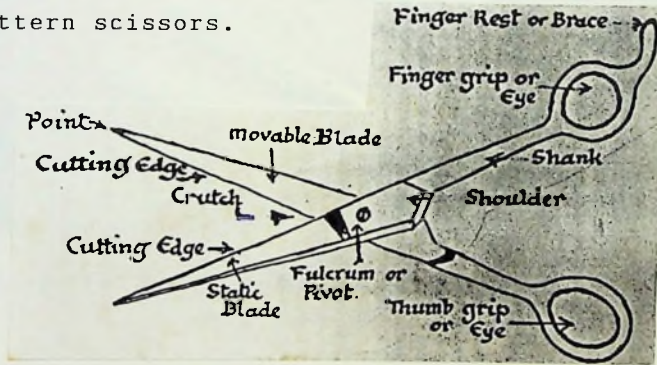 ttern scissors.
Finger Rest or Brace
Finger grip or
Eye
Point
movable Blade
Shank
Cutting Edge
Crutch
Shoulder
Cutting Edge
Static
Blade
Fulcrum or
Pivot.
Thumb grip
or Eye